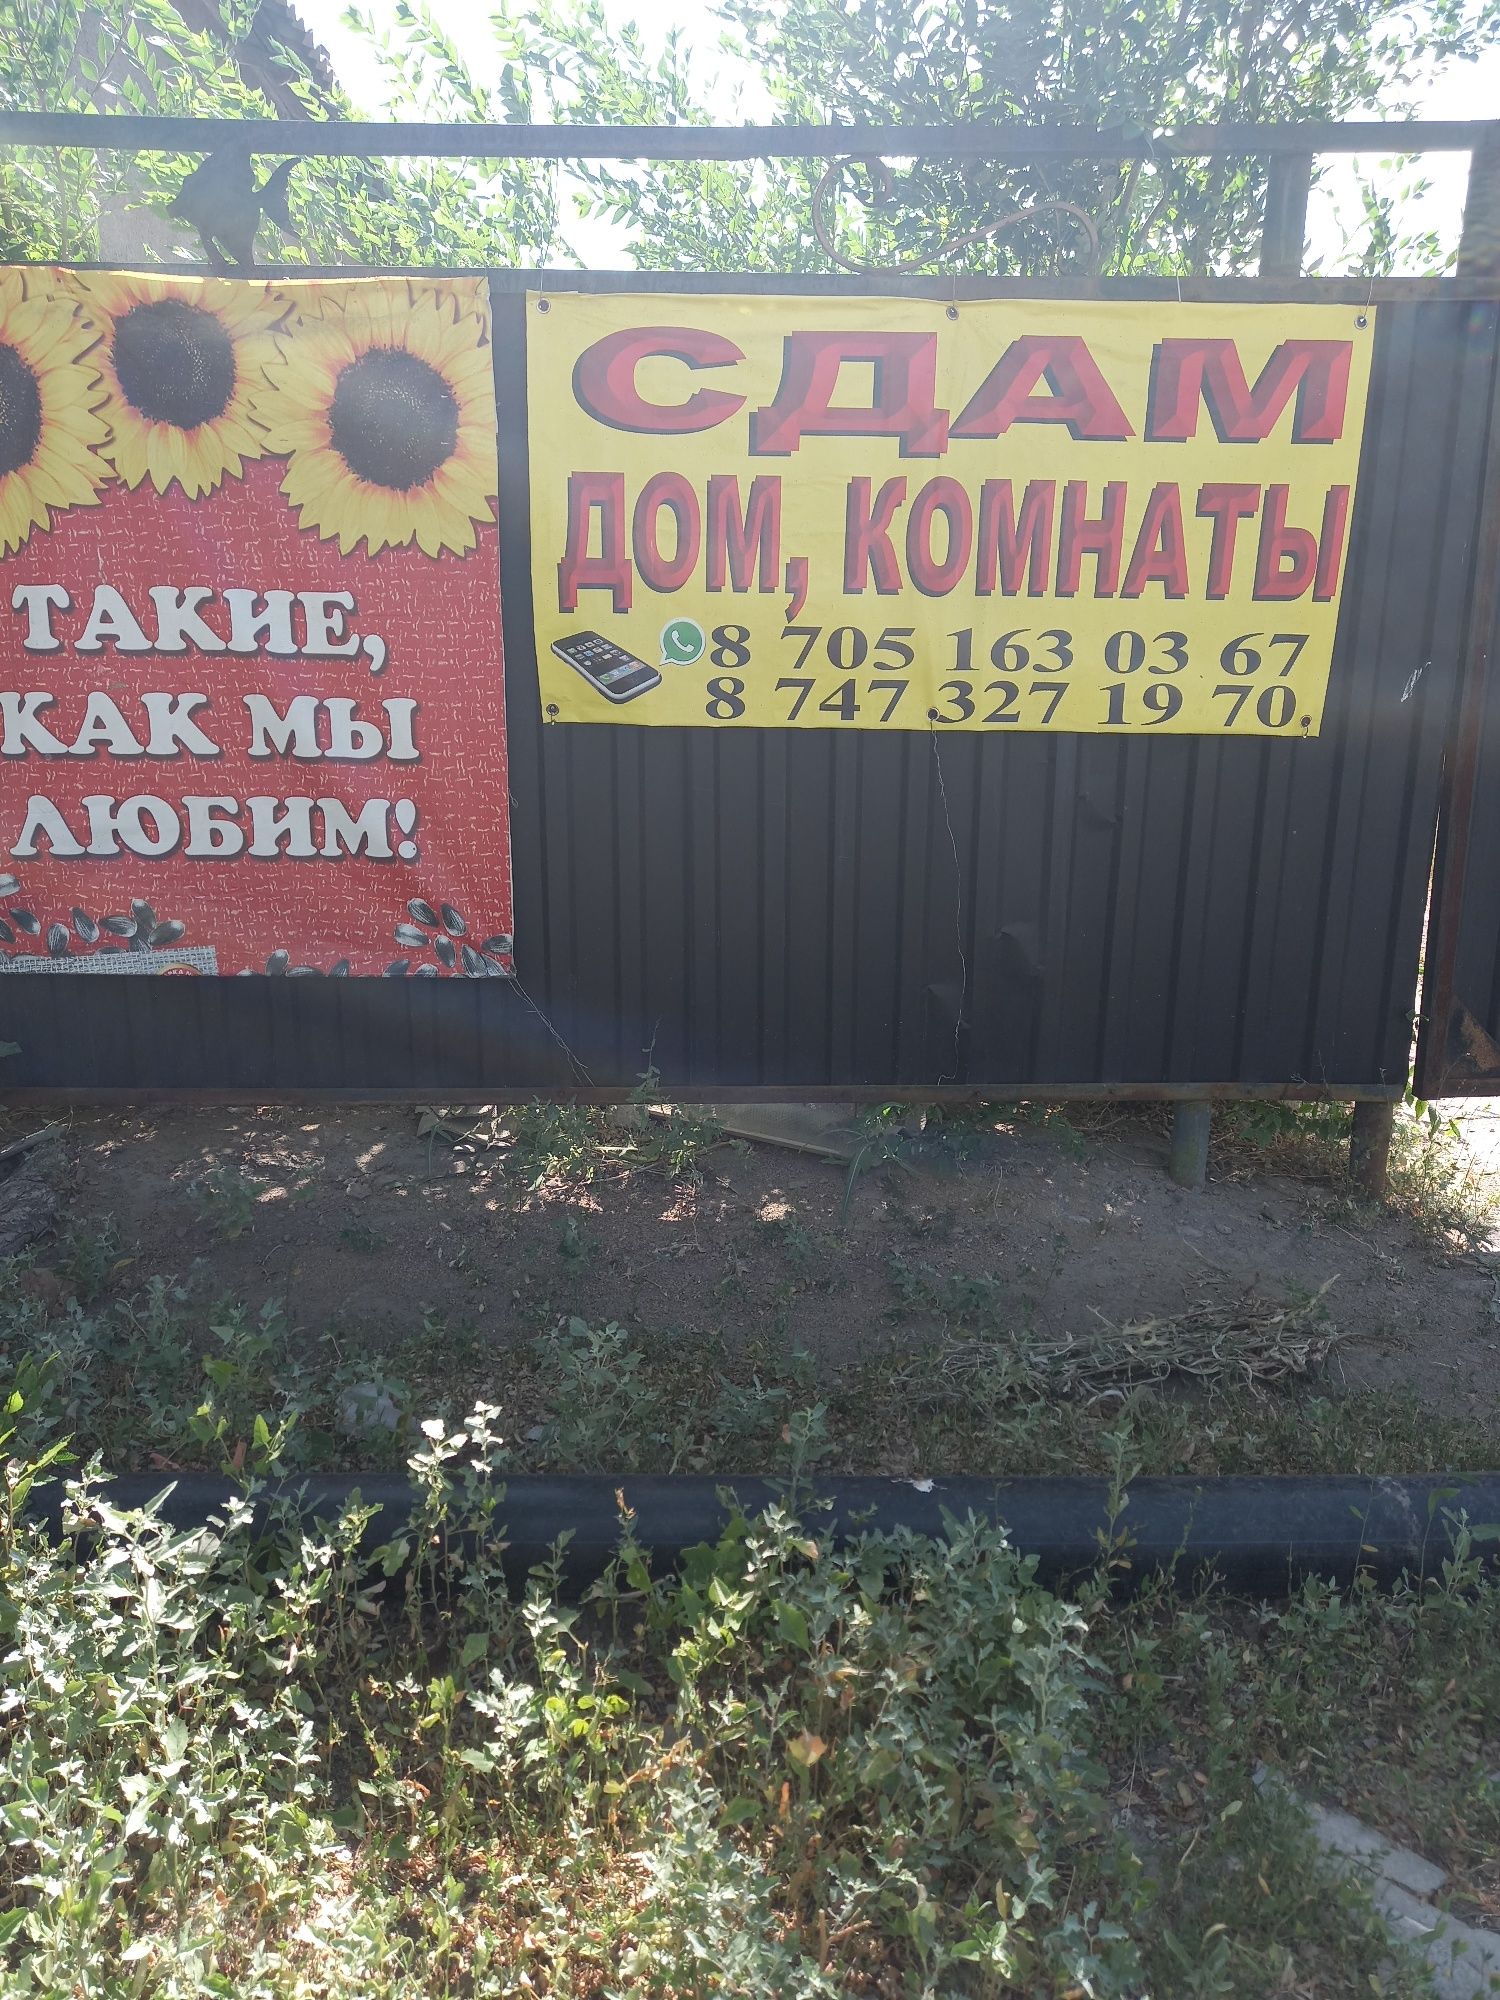 ТАКИЕ,
КАК МЫ
ЛЮБИМ!
СДАМ
ДОМ, КОМНАТЫ
8 705 163 03 67
8 747 327 19 70